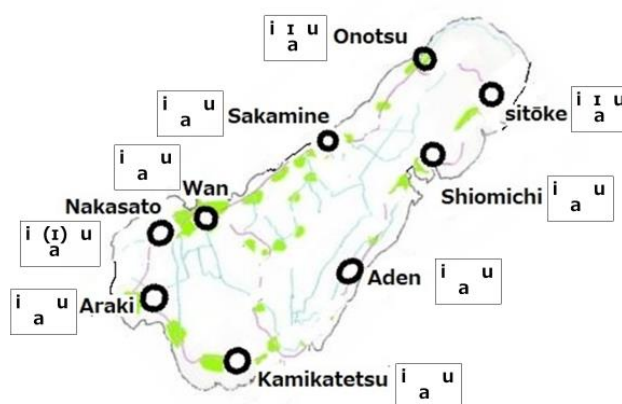 i ɪ u
a
Onotsu
i ɪ u
a
sitōke
i u
a
Sakamine
i u
a
Shiomichi
i u
a
Wan
Nakasato
i (ɪ) u
a
i u
a
Araki
Aden
i u
a
Kamikatetsu
i u
a